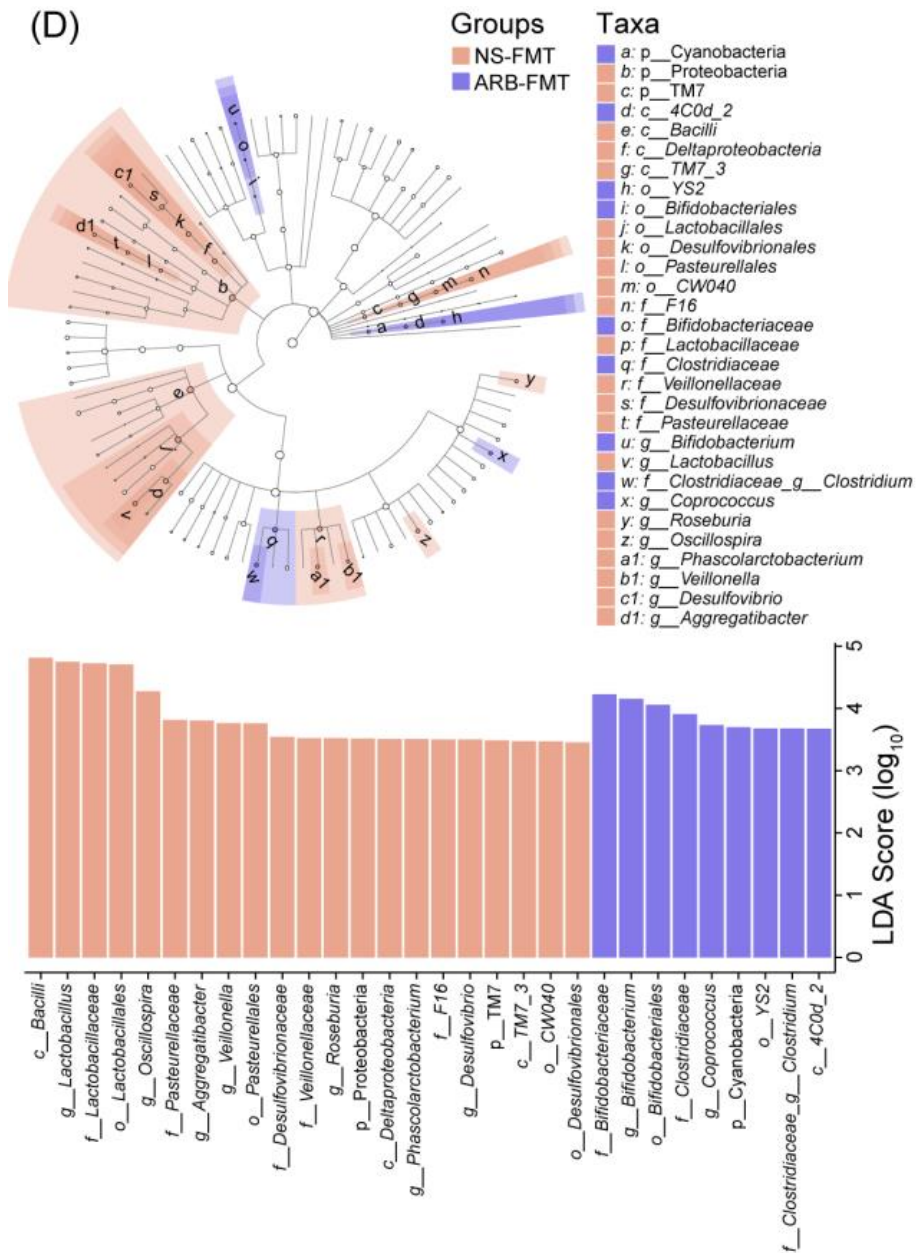 (D)
Groups
NS-FMT
ARB-FMT
Taxa
a: p__Cyanobacteria
b: p__Proteobacteria
c: p__TM7
d: c__4C0d_2
e: c__Bacilli
f: c__Deltaproteobacteria
g: c__TM7_3
h: o__YS2
i: o__Bifidobacteriales
j: o__Lactobacillales
k: o__Desulfovibrionales
l: o__Pasteurellales
m: o__CW040
n: f__F16
o: f__Bifidobacteriaceae
p: f__Lactobacillaceae
q: f__Clostridiaceae
r: f__Veillonellaceae
s: f__Desulfovibrionaceae
t: f__Pasteurellaceae
u: g__Bifidobacterium
v: g__Lactobacillus
w: f__Clostridiaceae_g__Clostridium
x: g__Coprococcus
y: g__Roseburia
z: g__Oscillospira
a1: g__Phascolarctobacterium
b1: g__Veillonella
c1: g__Desulfovibrio
d1: g__Aggregatibacter
u
o
i
c1
s
k
f
d1
t
l
b
c
g
m
n
a
d
h
e
j
p
v
y
x
z
q
w
r
a1
b1
5
4
3
2
1
0
LDA Score (log10)
c__Bacilli
g__Lactobacillus
f__Lactobacillaceae
o__Lactobacillales
g__Oscillospira
f__Pasteurellaceae
g__Aggregatibacter
g__Veillonella
o__Pasteurellales
f__Desulfovibrionaceae
f__Veillonellaceae
g__Roseburia
p__Proteobacteria
c__Deltaproteobacteria
g__Phascolarctobacterium
f__F16
g__Desulfovibrio
p__TM7
c__TM7_3
o__CW040
o__Desulfovibrionales
f__Bifidobacteriaceae
g__Bifidobacterium
o__Bifidobacteriales
f__Clostridiaceae
g__Coprococcus
p__Cyanobacteria
o__YS2
f__Clostridiaceae_g__Clostridium
c__4C0d_2